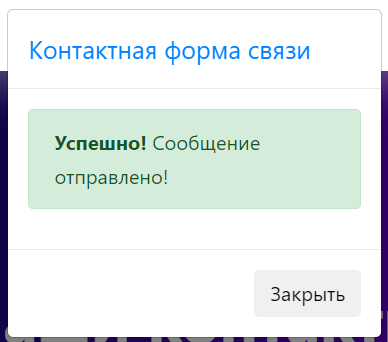 Контактная форма связи
Успешно! Сообщение
отправлено!
Закрыть